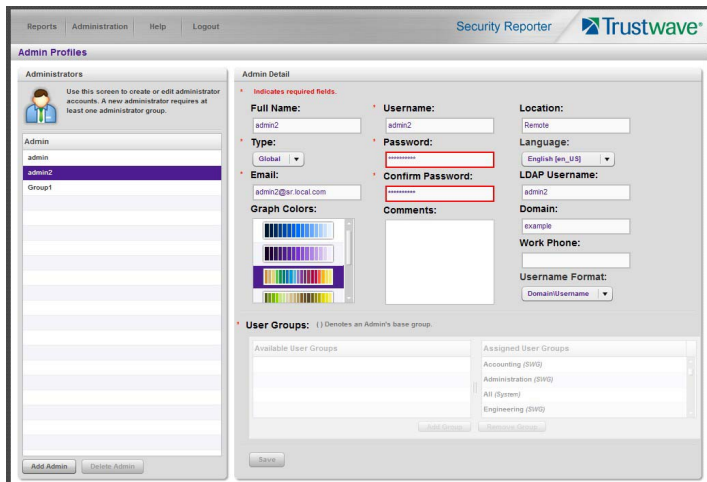 Reports Administration Help Logout
Security Reporter Trustwave®
Admin Profiles
Administrators
Use this screen to create or edit administrator
accounts. A new administrator requires at
least one administrator group.
Admin
admin
admin2
Group1
Add Admin Delete Admin
Admin Detail
* Indicates required fields.
Full Name: * Username: Location:
admin2 admin2 Remote
* Type: * Password: Language:
Global ********** English [en_US]
* Email: * Confirm Password: LDAP Username:
admin2@sr.local.com ********** admin2
Graph Colors: Comments: Domain:
example
Work Phone:
Username Format:
Domain\Username
* User Groups: ( ) Denotes an Admin's base group.
Available User Groups Assigned User Groups
Accounting (SWG)
Administration (SWG)
All (System)
Engineering (SWG)
Add Group Remove Group
Save